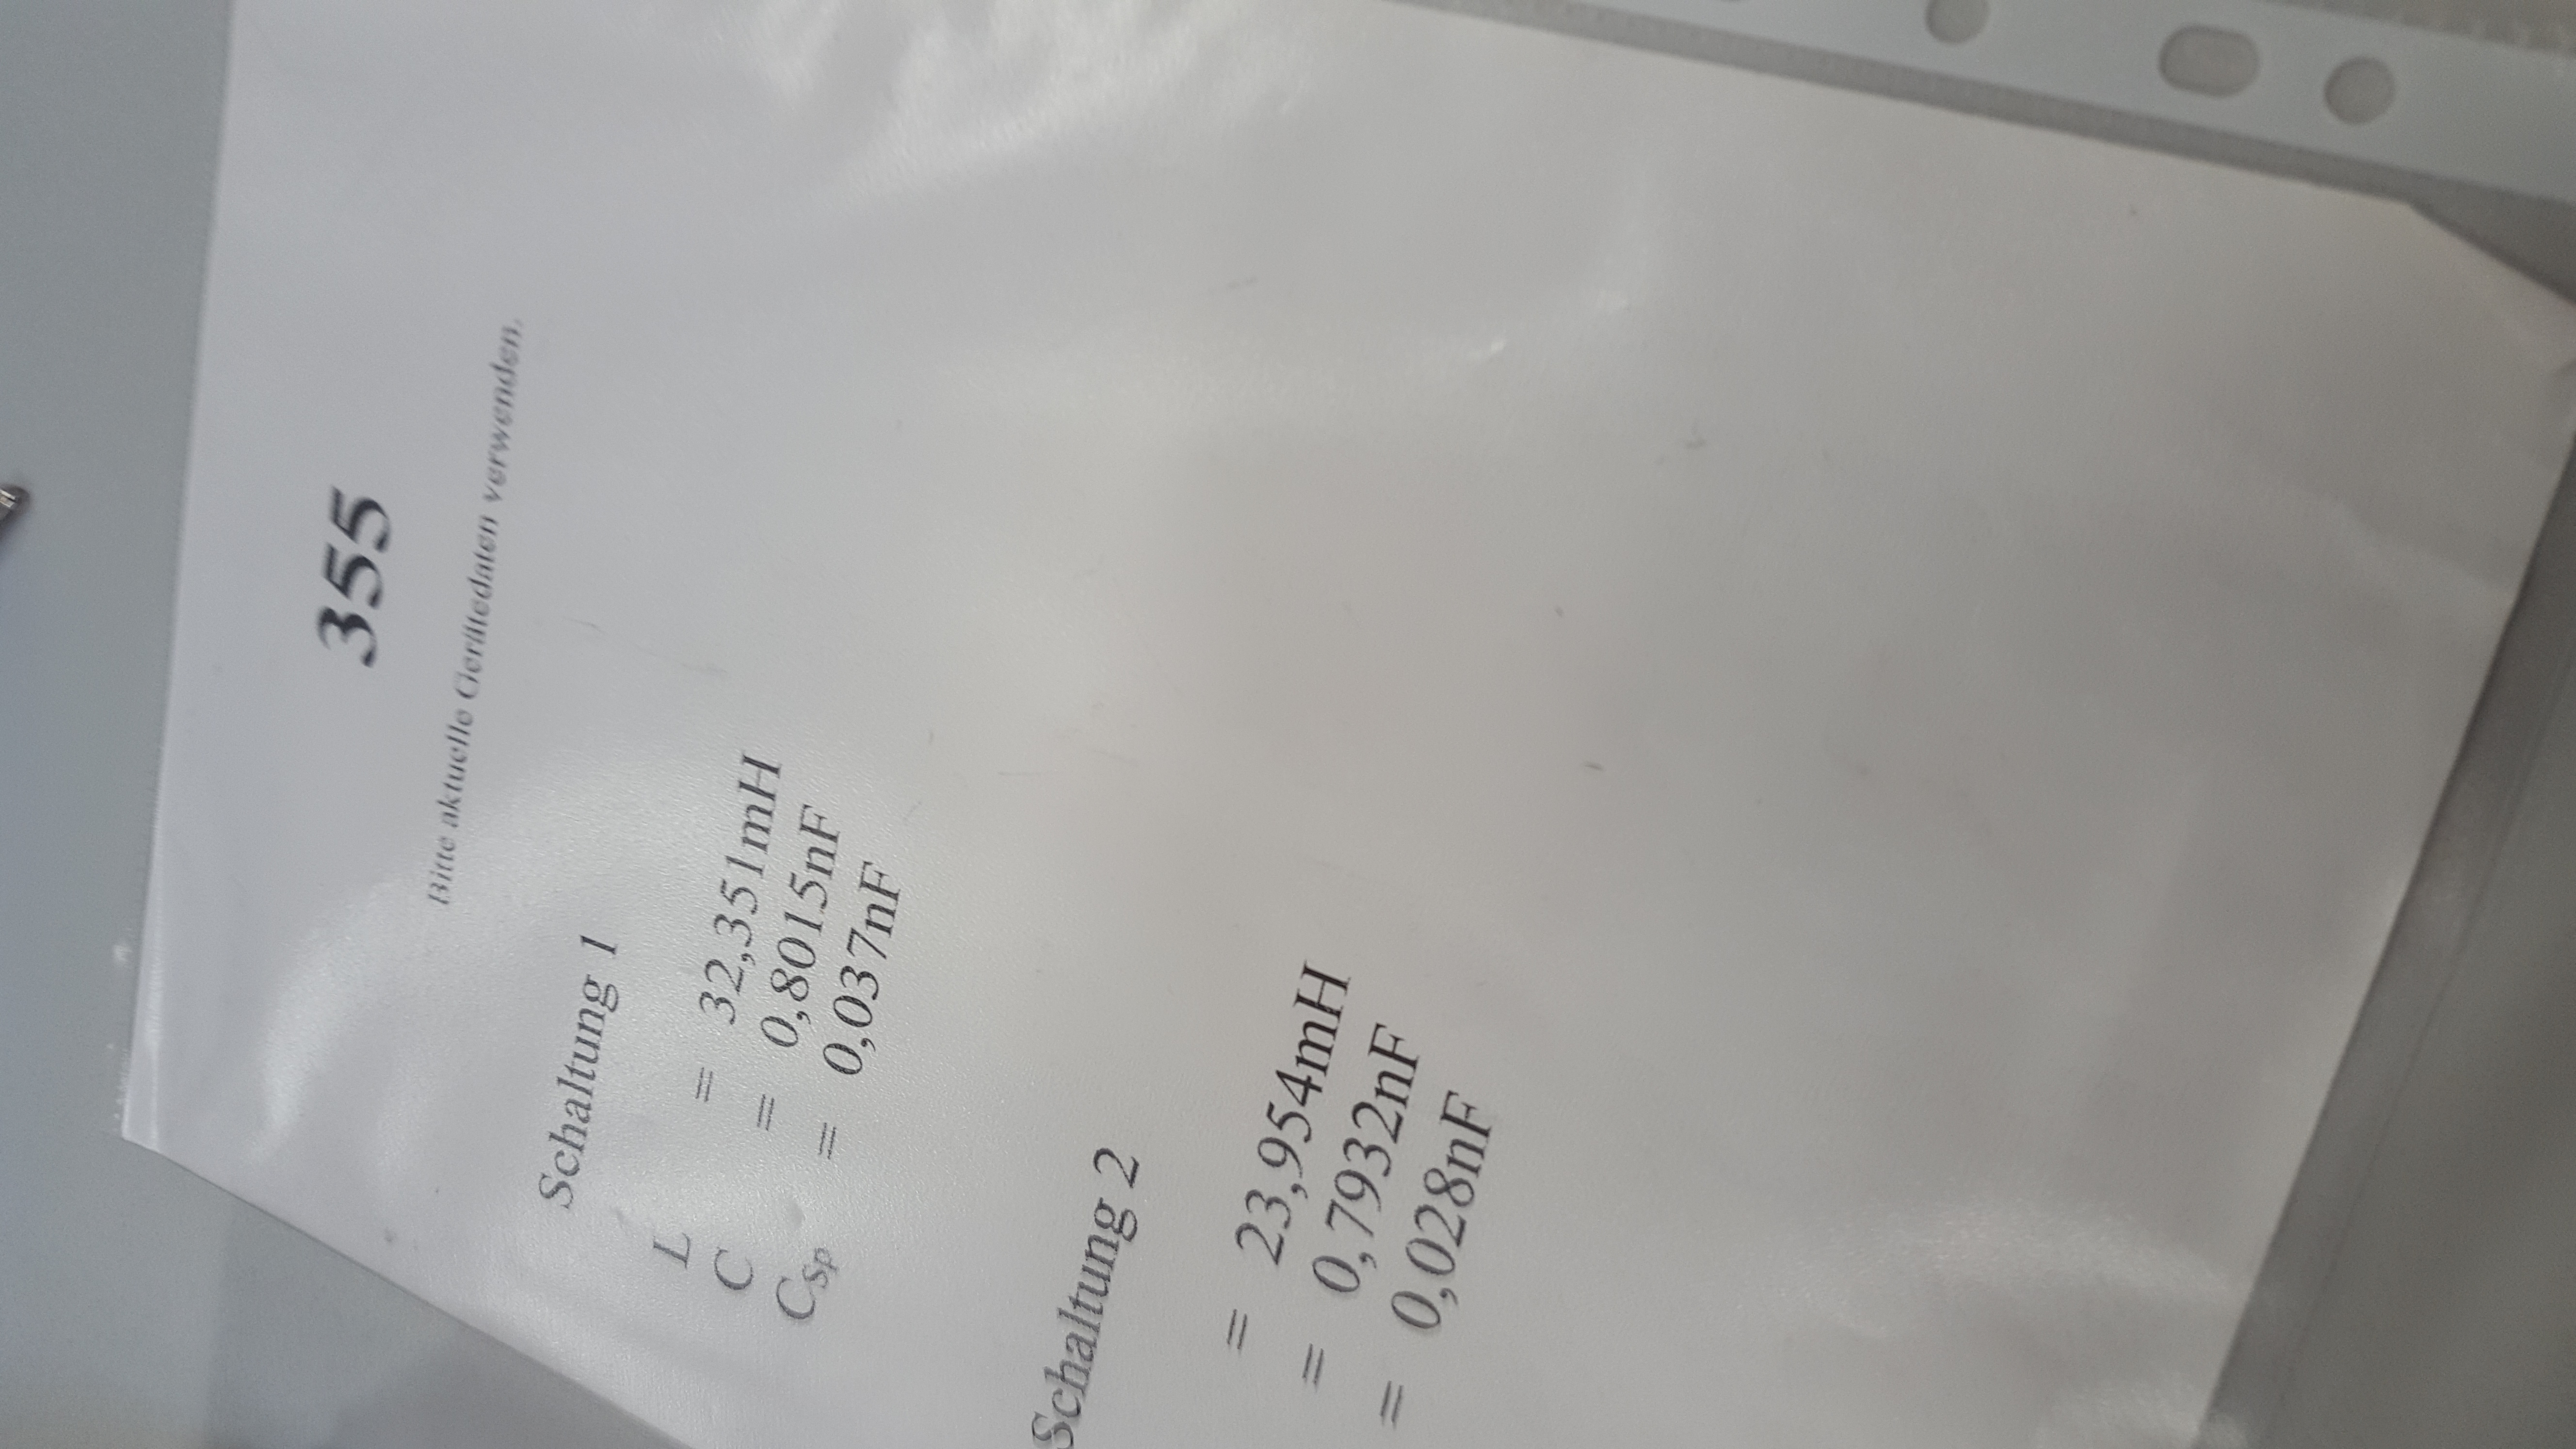 355
Bitte aktuelle Gerätedaten verwenden.
Schaltung 1
L = 32,351mH
C = 0,8015nF
CSp = 0,037nF
Schaltung 2
= 23,954mH
= 0,7932nF
= 0,028nF